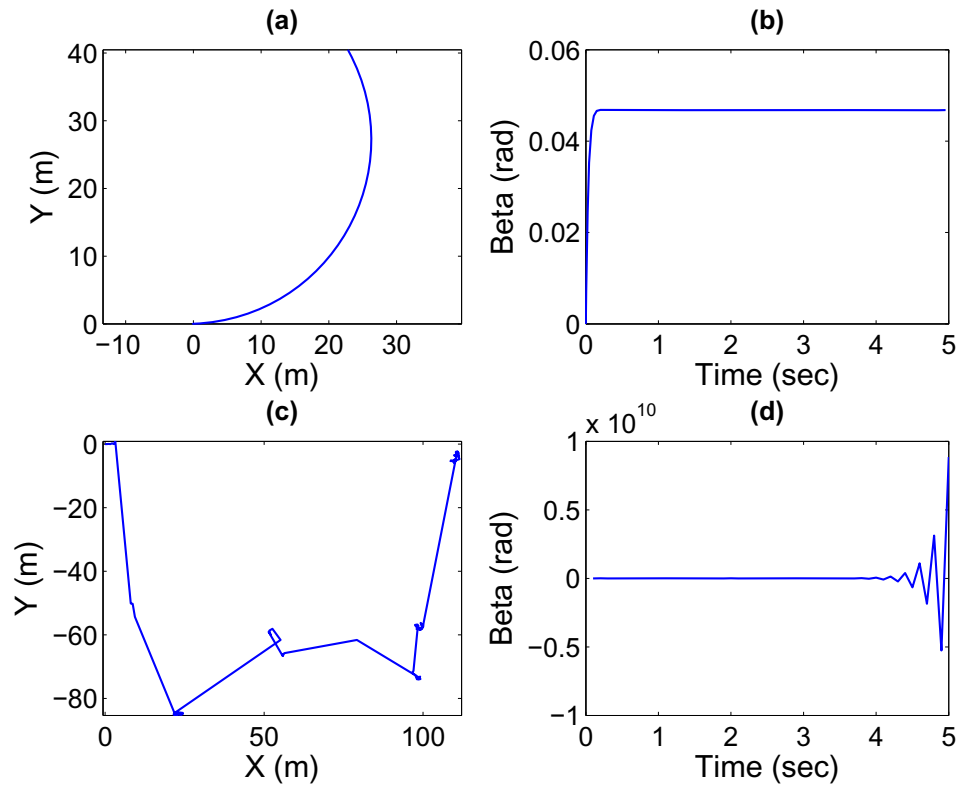 (a)
40
30
20
10
0
Y (m)
−10 0 10 20 30
X (m)
(b)
0.06
0.04
0.02
0
Beta (rad)
0 1 2 3 4 5
Time (sec)
(c)
0
−20
−40
−60
−80
Y (m)
0 50 100
X (m)
(d)
x 10^10
1
0.5
0
−0.5
−1
Beta (rad)
0 1 2 3 4 5
Time (sec)